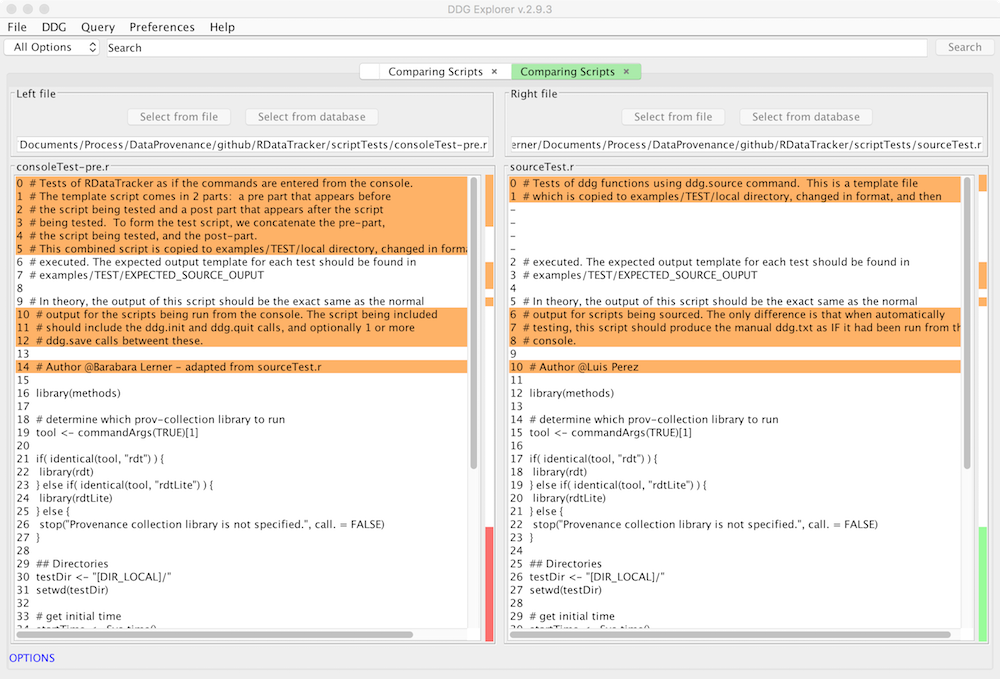 DDG Explorer v.2.9.3
File DDG Query Preferences Help
All Options Search Search
Comparing Scripts × Comparing Scripts ×
Left file
Select from file Select from database
Documents/Process/DataProvenance/github/RDataTracker/scriptTests/consoleTest-pre.r
consoleTest-pre.r
0 # Tests of RDataTracker as if the commands are entered from the console.
1 # The template script comes in 2 parts: a pre part that appears before
2 # the script being tested and a post part that appears after the script
3 # being tested. To form the test script, we concatenate the pre-part,
4 # the script being tested, and the post-part.
5 # This combined script is copied to examples/TEST/local directory, changed in forma
6 # executed. The expected output template for each test should be found in
7 # examples/TEST/EXPECTED_SOURCE_OUPUT
8
9 # In theory, the output of this script should be the exact same as the normal
10 # output for the scripts being run from the console. The script being included
11 # should include the ddg.init and ddg.quit calls, and optionally 1 or more
12 # ddg.save calls betweent these.
13
14 # Author @Barabara Lerner - adapted from sourceTest.r
15
16 library(methods)
17
18 # determine which prov-collection library to run
19 tool <- commandArgs(TRUE)[1]
20
21 if( identical(tool, "rdt") ) {
22 library(rdt)
23 } else if( identical(tool, "rdtLite") ) {
24 library(rdtLite)
25 } else {
26 stop("Provenance collection library is not specified.", call. = FALSE)
27 }
28
29 ## Directories
30 testDir <- "[DIR_LOCAL]/"
31 setwd(testDir)
32
33 # get initial time
Right file
Select from file Select from database
erner/Documents/Process/DataProvenance/github/RDataTracker/scriptTests/sourceTest.r
sourceTest.r
0 # Tests of ddg functions using ddg.source command. This is a template file
1 # which is copied to examples/TEST/local directory, changed in format, and then
-
-
-
-
2 # executed. The expected output template for each test should be found in
3 # examples/TEST/EXPECTED_SOURCE_OUPUT
4
5 # In theory, the output of this script should be the exact same as the normal
6 # output for scripts being sourced. The only difference is that when automatically
7 # testing, this script should produce the manual ddg.txt as IF it had been run from th
8 # console.
9
10 # Author @Luis Perez
11
12 library(methods)
13
14 # determine which prov-collection library to run
15 tool <- commandArgs(TRUE)[1]
16
17 if( identical(tool, "rdt") ) {
18 library(rdt)
19 } else if( identical(tool, "rdtLite") ) {
20 library(rdtLite)
21 } else {
22 stop("Provenance collection library is not specified.", call. = FALSE)
23 }
24
25 ## Directories
26 testDir <- "[DIR_LOCAL]/"
27 setwd(testDir)
28
29 # get initial time
OPTIONS